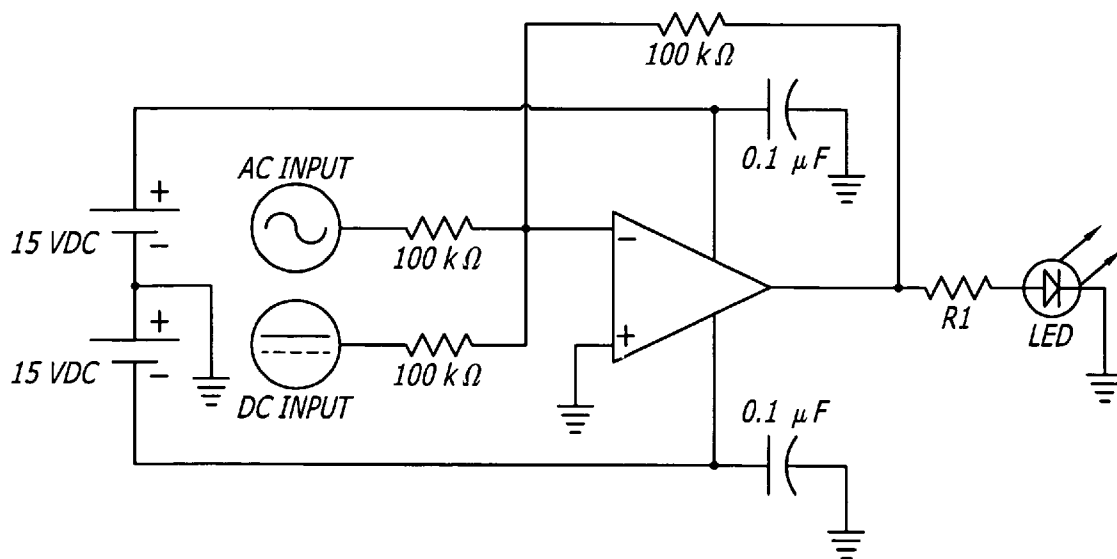 100 kΩ
0.1 μF
AC INPUT
+
15 VDC
−
100 kΩ
−
+
15 VDC
−
+
R1
LED
100 kΩ
DC INPUT
0.1 μF